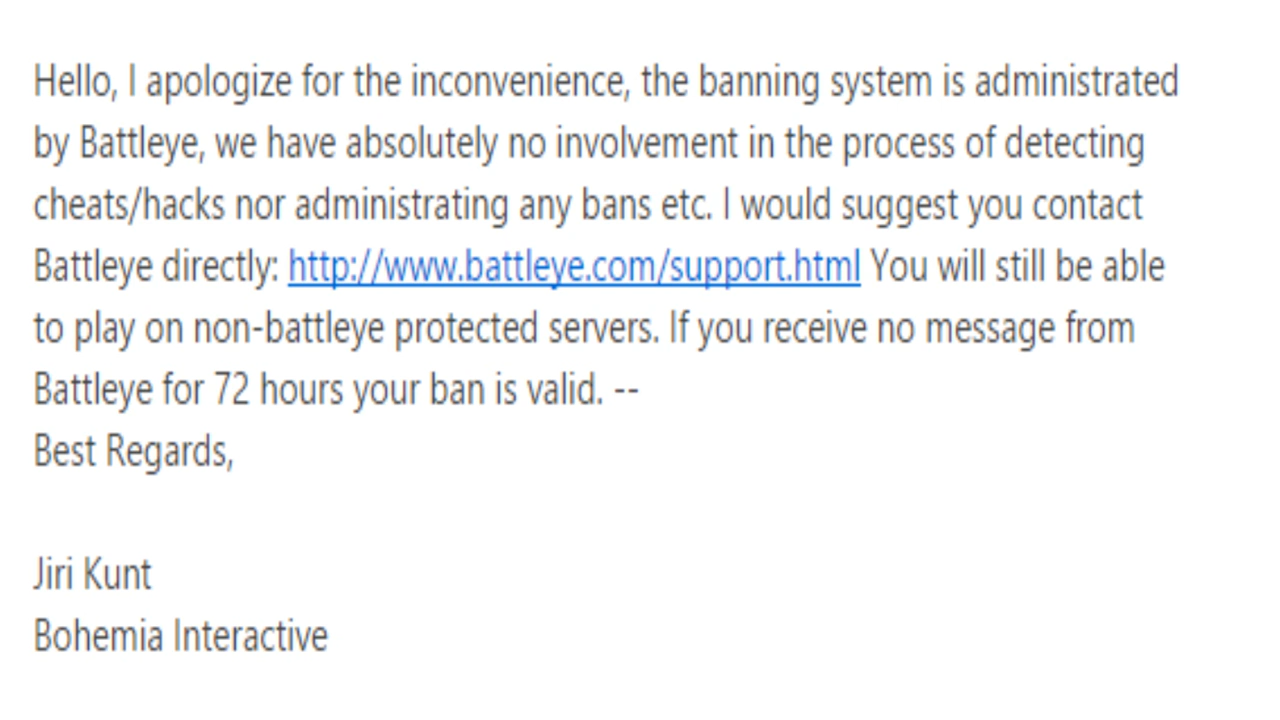 Hello, I apologize for the inconvenience, the banning system is administrated
by Battleye, we have absolutely no involvement in the process of detecting
cheats/hacks nor administrating any bans etc. I would suggest you contact
Battleye directly: http://www.battleye.com/support.html You will still be able
to play on non-battleye protected servers. If you receive no message from
Battleye for 72 hours your ban is valid. --
Best Regards,
Jiri Kunt
Bohemia Interactive